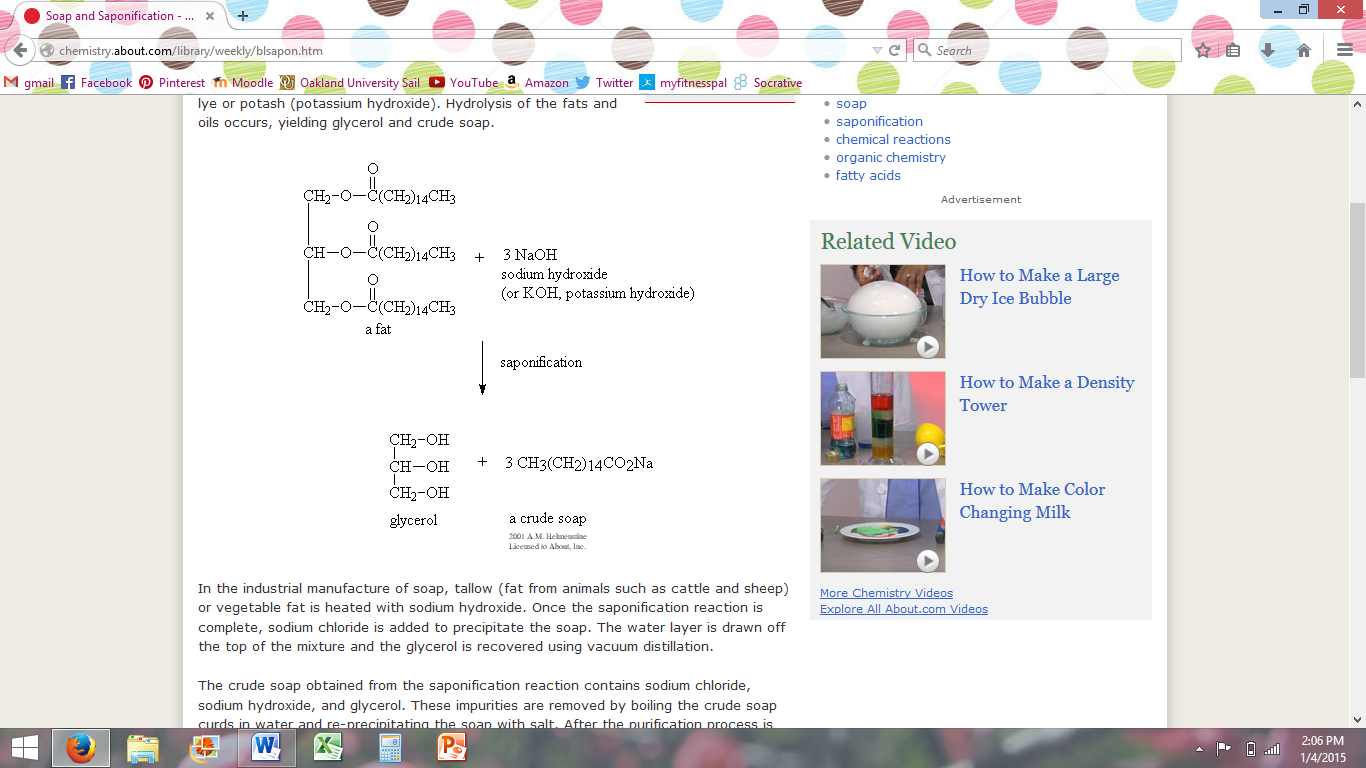 Soap and Saponification - ...
chemistry.about.com/library/weekly/blsapon.htm
Search
gmail Facebook Pinterest Moodle Oakland University Sail YouTube Amazon Twitter myfitnesspal Socrative
lye or potash (potassium hydroxide). Hydrolysis of the fats and
oils occurs, yielding glycerol and crude soap.
O
CH2-O-C(CH2)14CH3
O
CH-O-C(CH2)14CH3
O
CH2-O-C(CH2)14CH3
a fat
+
3 NaOH
sodium hydroxide
(or KOH, potassium hydroxide)
saponification
CH2-OH
CH-OH
CH2-OH
glycerol
+
3 CH3(CH2)14CO2Na
a crude soap
2001 A.M. Helmenstine
Licensed to About, Inc.
In the industrial manufacture of soap, tallow (fat from animals such as cattle and sheep)
or vegetable fat is heated with sodium hydroxide. Once the saponification reaction is
complete, sodium chloride is added to precipitate the soap. The water layer is drawn off
the top of the mixture and the glycerol is recovered using vacuum distillation.
The crude soap obtained from the saponification reaction contains sodium chloride,
sodium hydroxide, and glycerol. These impurities are removed by boiling the crude soap
curds in water and re-precipitating the soap with salt. After the purification process is
soap
saponification
chemical reactions
organic chemistry
fatty acids
Advertisement
Related Video
How to Make a Large
Dry Ice Bubble
How to Make a Density
Tower
How to Make Color
Changing Milk
More Chemistry Videos
Explore All About.com Videos
2:06 PM
1/4/2015